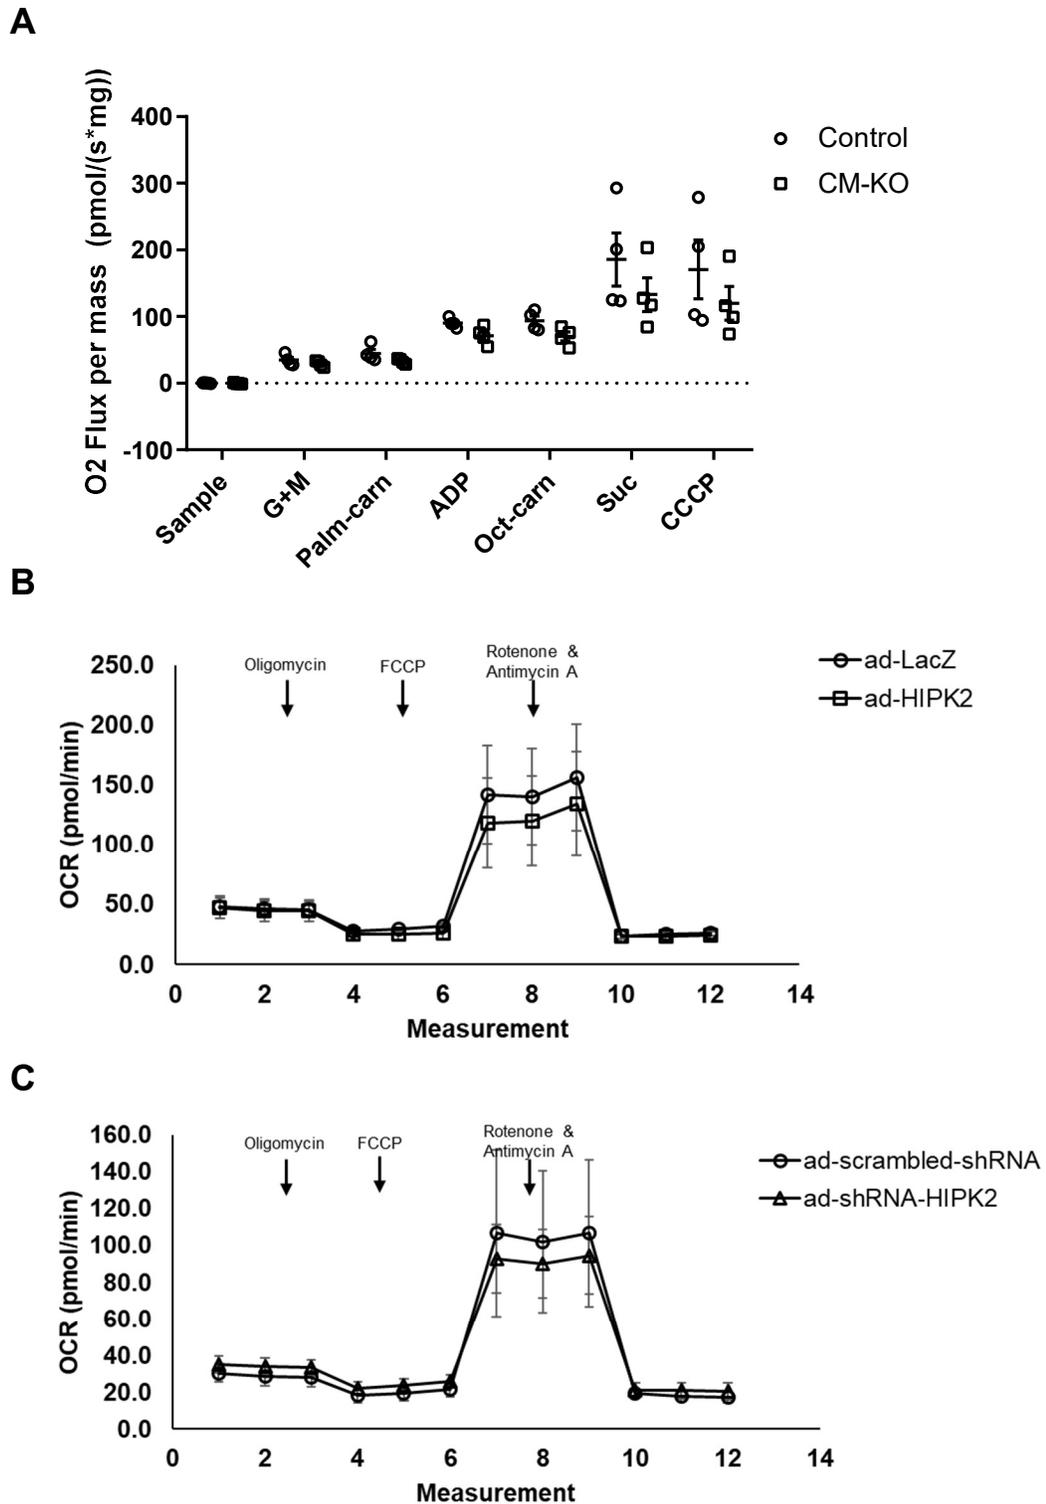 A
O2 Flux per mass (pmol/(s*mg))
400
300
200
100
0
-100
Sample
G+M
Palm-carn
ADP
Oct-carn
Suc
CCCP
Control
CM-KO
B
OCR (pmol/min)
250.0
200.0
150.0
100.0
50.0
0.0
Oligomycin
FCCP
Rotenone &
Antimycin A
ad-LacZ
ad-HIPK2
0 2 4 6 8 10 12 14
Measurement
C
OCR (pmol/min)
160.0
140.0
120.0
100.0
80.0
60.0
40.0
20.0
0.0
Oligomycin
FCCP
Rotenone &
Antimycin A
ad-scrambled-shRNA
ad-shRNA-HIPK2
0 2 4 6 8 10 12 14
Measurement